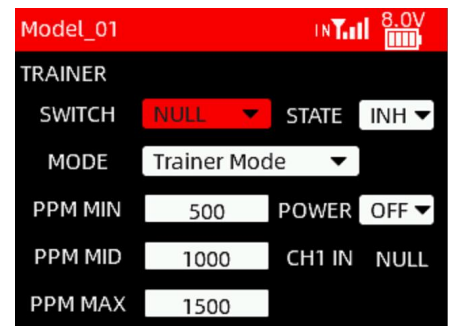 Model_01 IN 8.0V
TRAINER
SWITCH NULL STATE INH
MODE Trainer Mode
PPM MIN 500 POWER OFF
PPM MID 1000 CH1 IN NULL
PPM MAX 1500